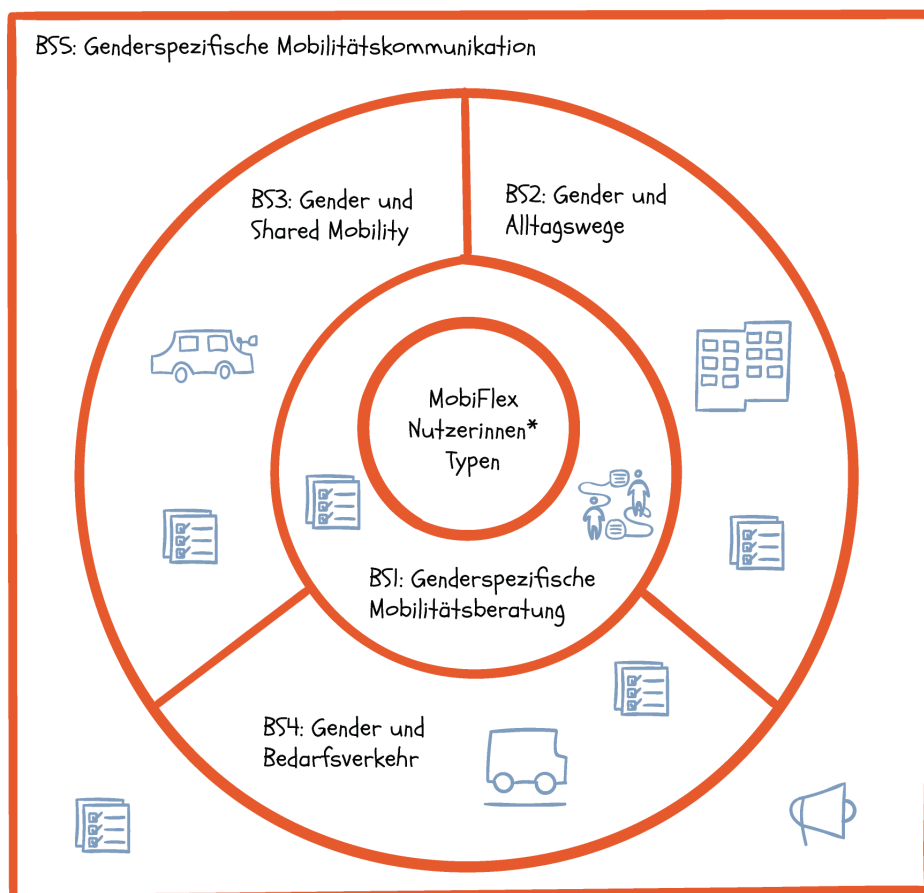 BS5: Genderspezifische Mobilitätskommunikation
BS3: Gender und
Shared Mobility
BS2: Gender und
Alltagswege
MobiFlex
Nutzerinnen*
Typen
BS1: Genderspezifische
Mobilitätsberatung
BS4: Gender und
Bedarfsverkehr